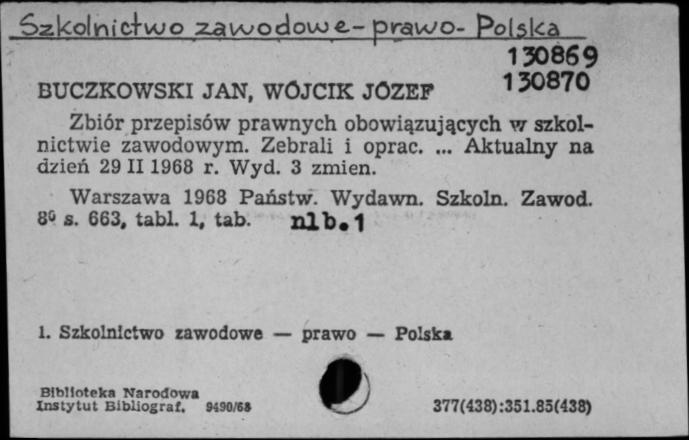 Szkolnictwo zawodowe - prawo - Polska
130869
130870
BUCZKOWSKI JAN, WÓJCIK JÓZEF
Zbiór przepisów prawnych obowiązujących w szkol-
nictwie zawodowym. Zebrali i oprac. ... Aktualny na
dzień 29 II 1968 r. Wyd. 3 zmien.
Warszawa 1968 Państw. Wydawn. Szkoln. Zawod.
8° s. 663, tabl. 1, tab. nlb.1
1. Szkolnictwo zawodowe — prawo — Polska
Biblioteka Narodowa
Instytut Bibliograf. 9490/68
377(438):351.85(438)